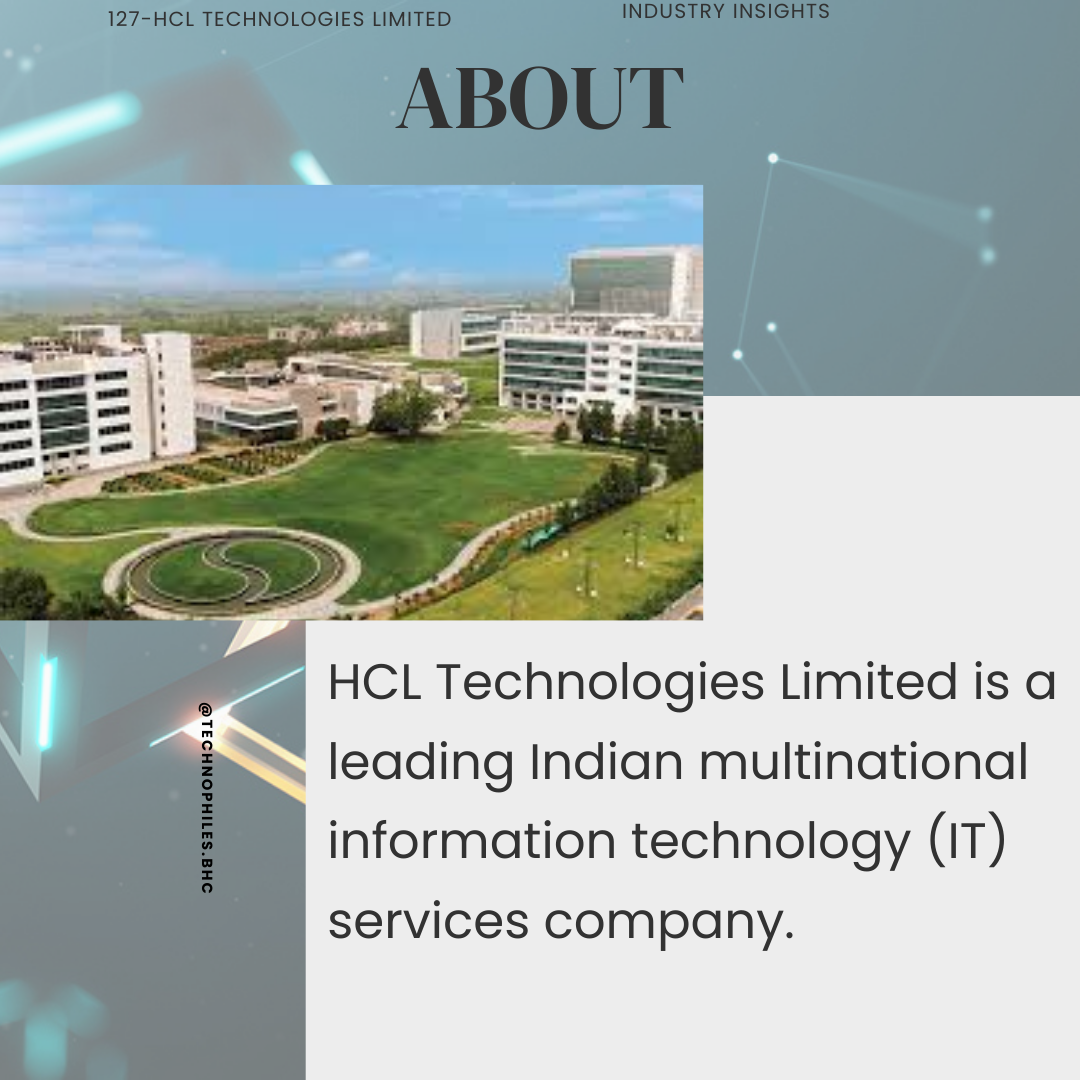 127-HCL TECHNOLOGIES LIMITED
INDUSTRY INSIGHTS
ABOUT
HCL Technologies Limited is a
leading Indian multinational
information technology (IT)
services company.
@TECHNOPHILES.BHC